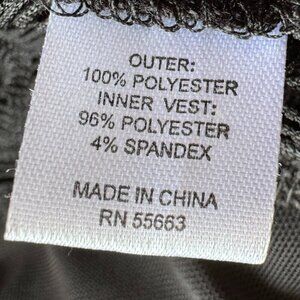 OUTER:
100% POLYESTER
INNER VEST:
96% POLYESTER
4% SPANDEX
MADE IN CHINA
RN 55663